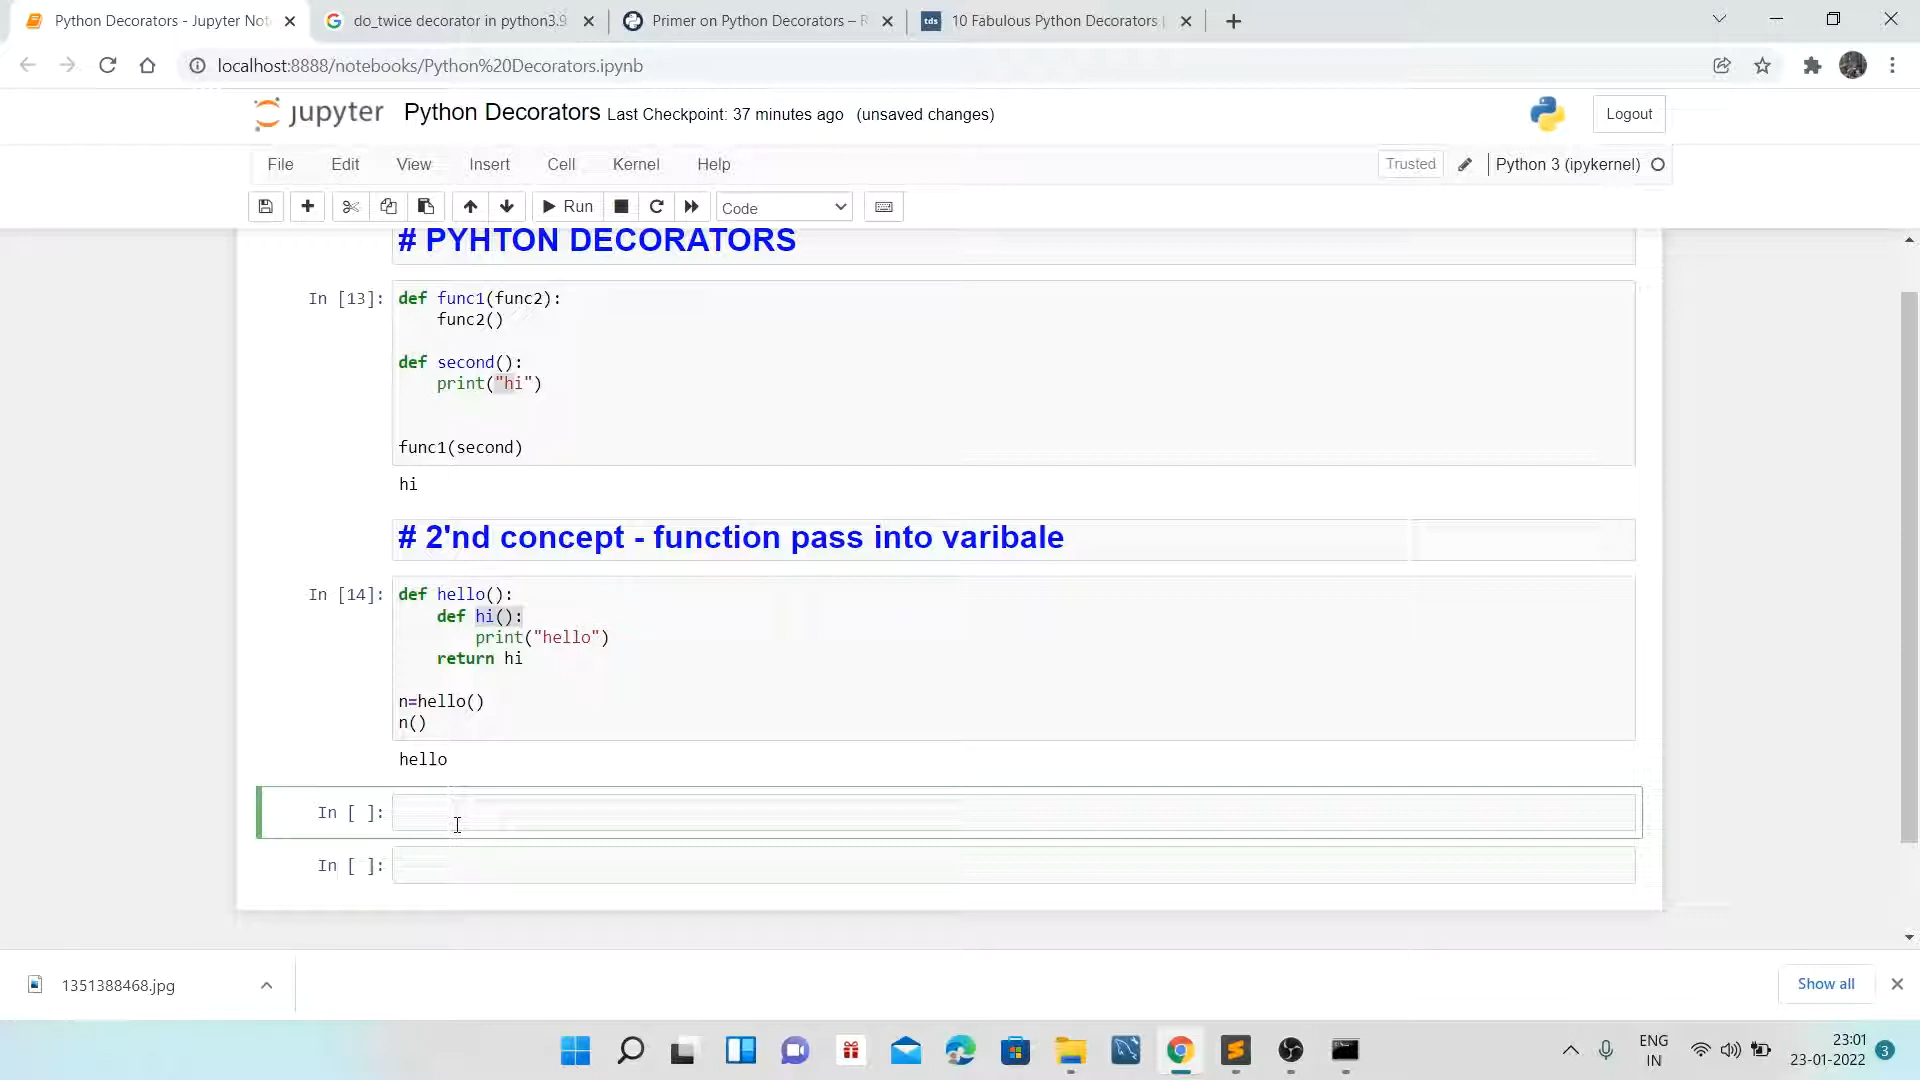 Python Decorators - Jupyter Not
do_twice decorator in python3.9
Primer on Python Decorators – R
tds
10 Fabulous Python Decorators |
localhost:8888/notebooks/Python%20Decorators.ipynb
jupyter
Python Decorators
Last Checkpoint: 37 minutes ago
(unsaved changes)
Logout
File
Edit
View
Insert
Cell
Kernel
Help
Trusted
Python 3 (ipykernel)
Run
Code
# PYHTON DECORATORS
In [13]:
def func1(func2):
func2()
def second():
print("hi")
func1(second)
hi
# 2'nd concept - function pass into varibale
In [14]:
def hello():
def hi():
print("hello")
return hi
n=hello()
n()
hello
In [ ]:
In [ ]:
1351388468.jpg
Show all
ENG
IN
23:01
23-01-2022
3